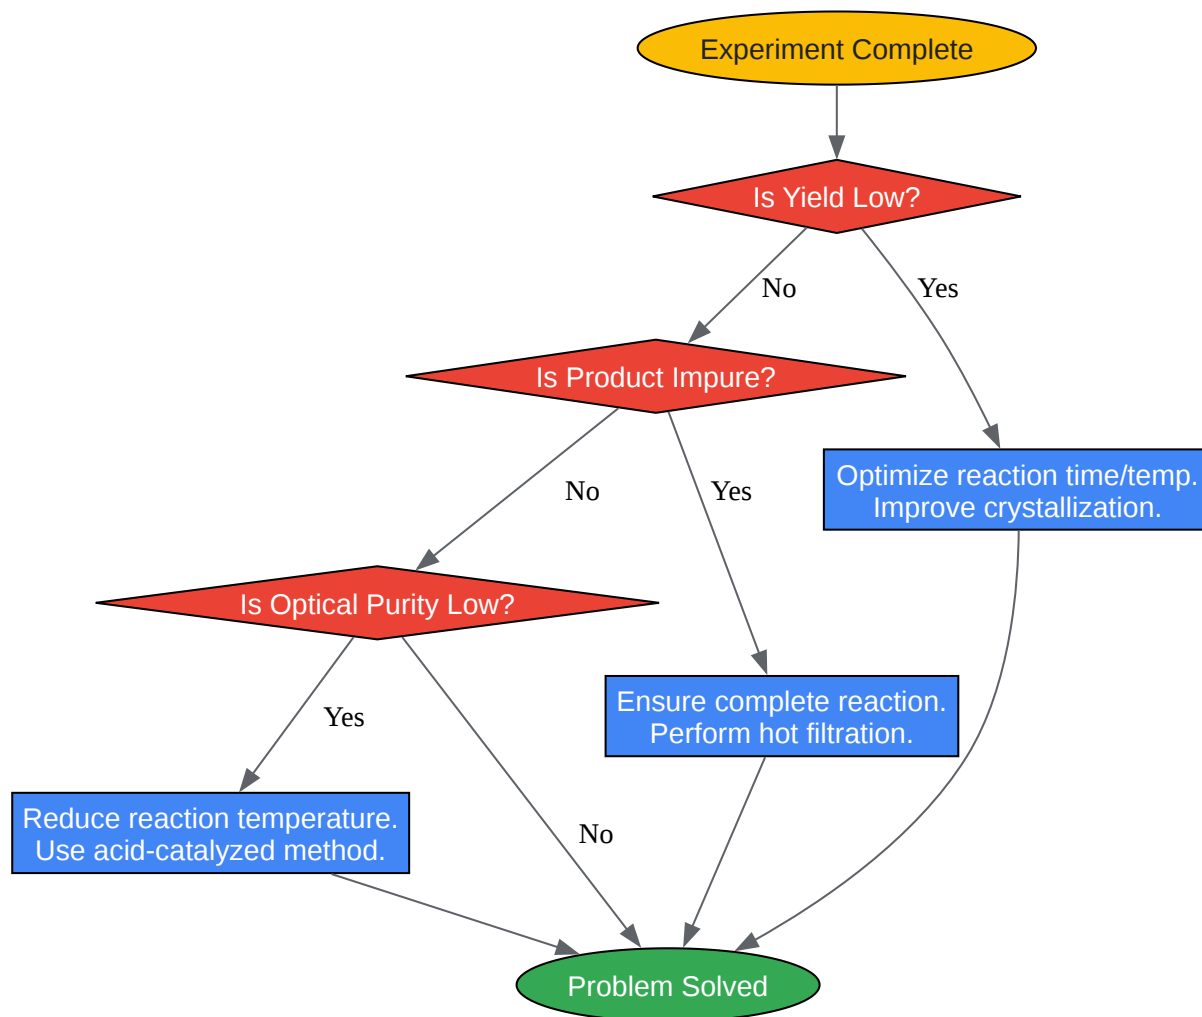 Experiment Complete
Is Yield Low?
No
Yes
Is Product Impure?
Optimize reaction time/temp.
Improve crystallization.
No
Yes
Is Optical Purity Low?
Ensure complete reaction.
Perform hot filtration.
Yes
Reduce reaction temperature.
Use acid-catalyzed method.
No
Problem Solved